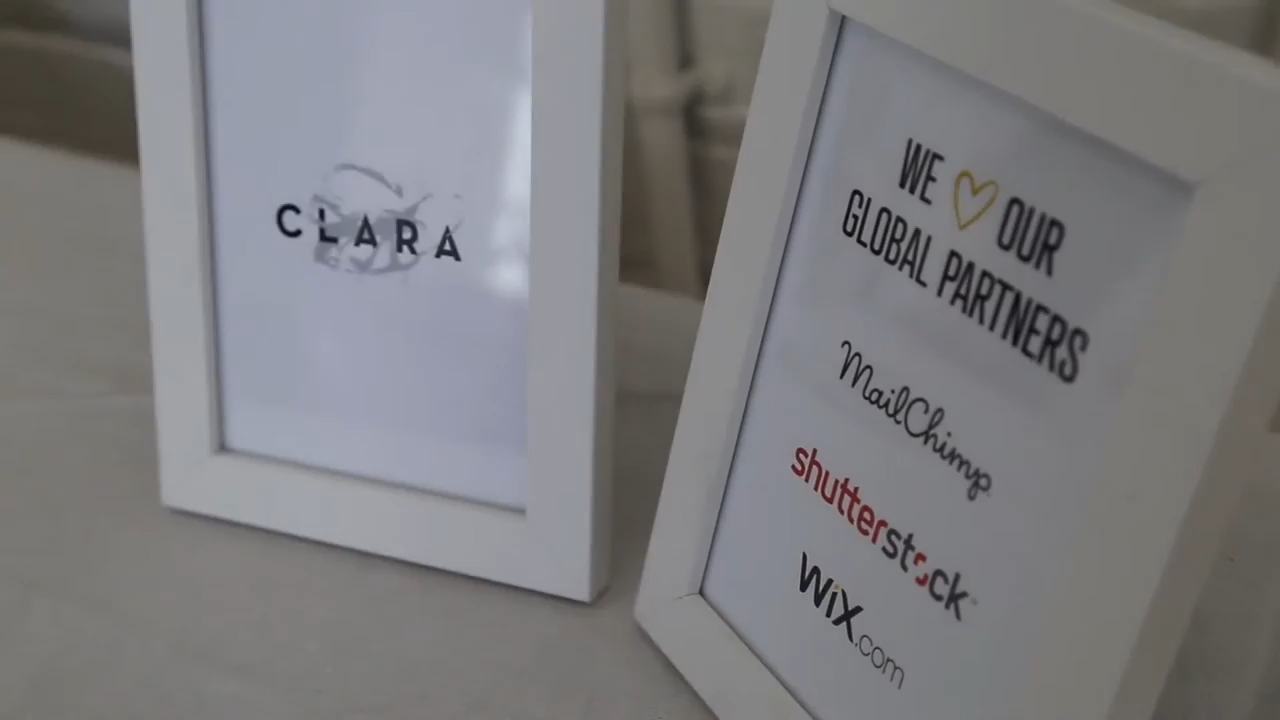 CLARA
WE OUR
GLOBAL PARTNERS
MailChimp
shutterstock
WiX.com